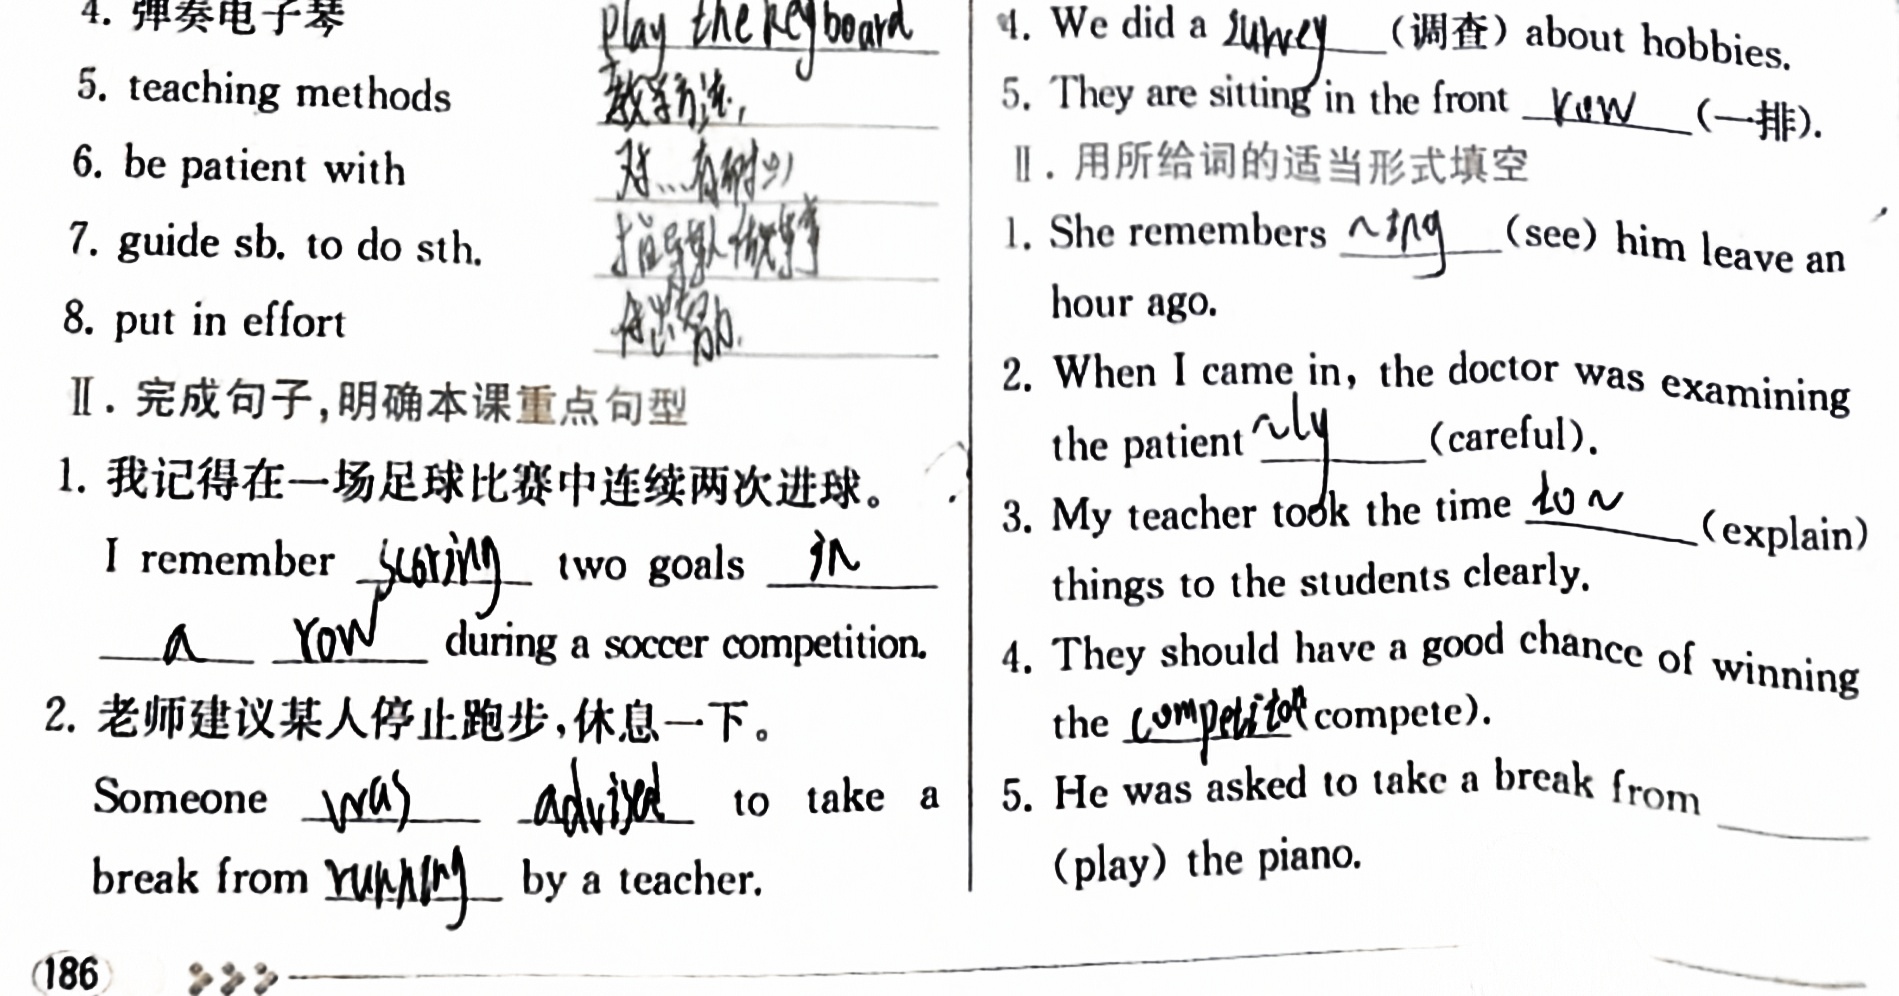 4. 弹奏电子琴 play the keyboard
5. teaching methods 教学方法,
6. be patient with 对...有耐心
7. guide sb. to do sth. 指导某人做某事
8. put in effort 付出努力.
Ⅱ. 完成句子,明确本课重点句型
1. 我记得在一场足球比赛中连续两次进球。
I remember scoring two goals in
a row during a soccer competition.
2. 老师建议某人停止跑步,休息一下。
Someone was advised to take a
break from running by a teacher.
186
4. We did a survey (调查) about hobbies.
5. They are sitting in the front row (一排).
Ⅱ. 用所给词的适当形式填空
1. She remembers ~ing (see) him leave an
hour ago.
2. When I came in, the doctor was examining
the patient ~ly (careful).
3. My teacher took the time to ~ (explain)
things to the students clearly.
4. They should have a good chance of winning
the (compete).
5. He was asked to take a break from
(play) the piano.